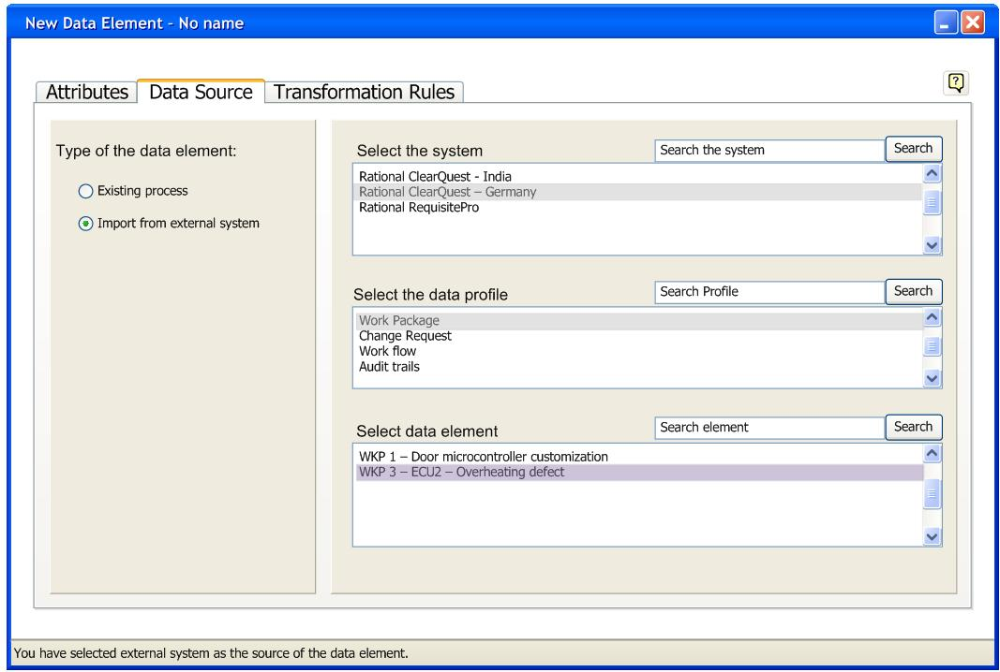 New Data Element - No name
Attributes Data Source Transformation Rules
?
Type of the data element:
Existing process
Import from external system
Select the system
Search the system Search
Rational ClearQuest - India
Rational ClearQuest – Germany
Rational RequisitePro
Select the data profile
Search Profile Search
Work Package
Change Request
Work flow
Audit trails
Select data element
Search element Search
WKP 1 – Door microcontroller customization
WKP 3 – ECU2 – Overheating defect
You have selected external system as the source of the data element.